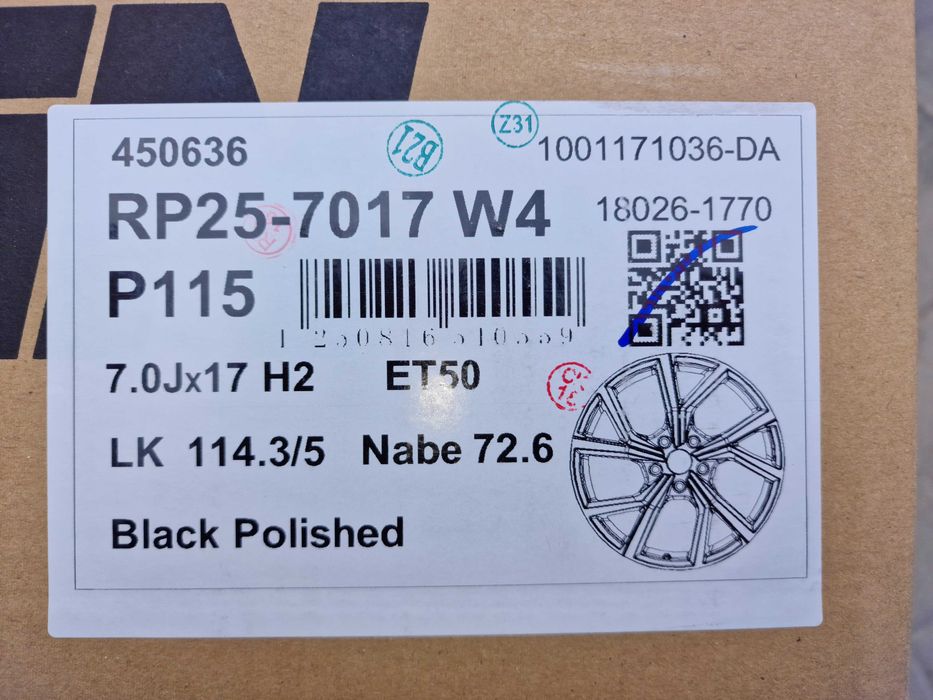 450636
B21
Z31
1001171036-DA
RP25-7017 W4
18026-1770
P115
7.0Jx17 H2 ET50
LK 114.3/5 Nabe 72.6
Black Polished